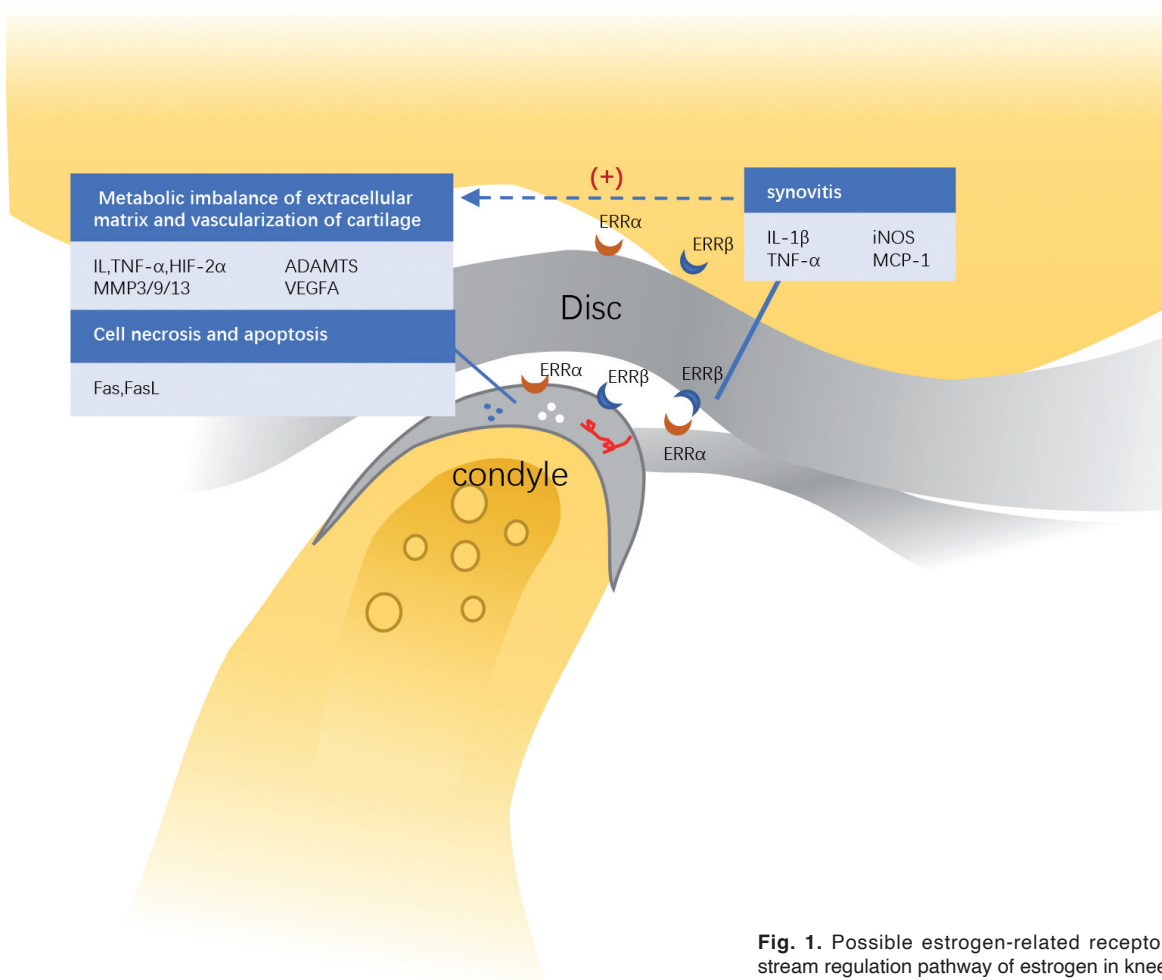 Metabolic imbalance of extracellular
matrix and vascularization of cartilage
IL,TNF-α,HIF-2α ADAMTS
MMP3/9/13 VEGFA
Cell necrosis and apoptosis
Fas,FasL
(+)
synovitis
IL-1β iNOS
TNF-α MCP-1
ERRα
ERRβ
Disc
ERRα
ERRβ
ERRβ
ERRα
condyle
Fig. 1. Possible estrogen-related recepto
stream regulation pathway of estrogen in knee